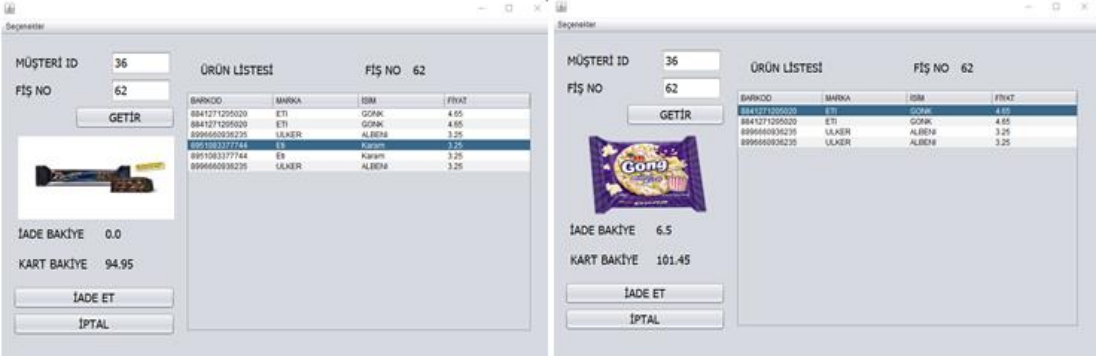 Seçenekler
MÜŞTERİ ID 36
FİŞ NO 62
GETİR
ÜRÜN LİSTESİ FİŞ NO 62
BARKOD MARKA ISIM FİYAT
8841271205020 ETİ GONK 4.65
8841271205020 ETİ GONK 4.65
8996660936235 ULKER ALBENI 3.25
8951083377744 Eti Karam 3.25
8951083377744 Eti Karam 3.25
8996660936235 ULKER ALBENI 3.25
İADE BAKİYE 0.0
KART BAKİYE 94.95
İADE ET
İPTAL
Seçenekler
MÜŞTERİ ID 36
FİŞ NO 62
GETİR
ÜRÜN LİSTESİ FİŞ NO 62
BARKOD MARKA ISIM FİYAT
8841271205020 ETİ GONK 4.65
8841271205020 ETİ GONK 4.65
8996660936235 ULKER ALBENI 3.25
8996660936235 ULKER ALBENI 3.25
Gong
İADE BAKİYE 6.5
KART BAKİYE 101.45
İADE ET
İPTAL